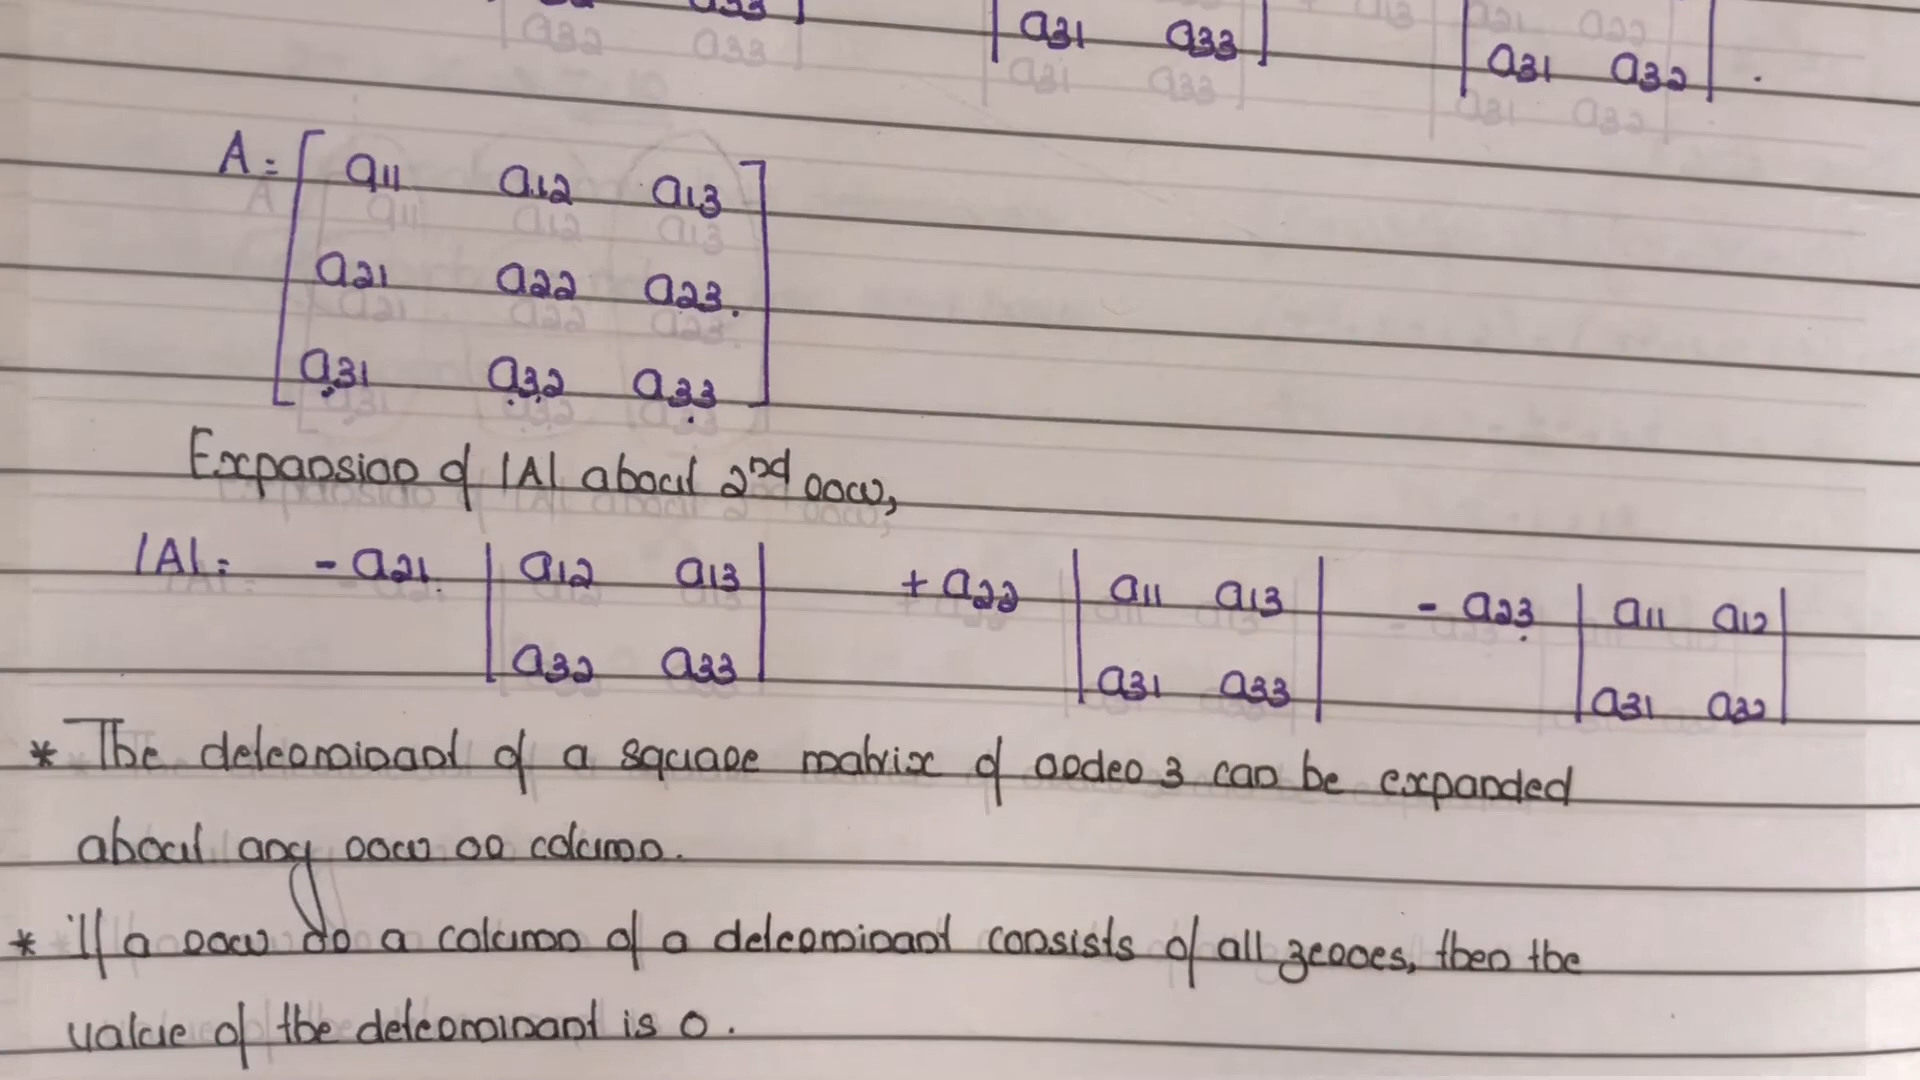 a33
a31 a33
a31 a32 .
A = [ a11 a12 a13
a21 a22 a23.
a31 a32 a33 ]
Expansion of |A| about 2nd row,
|A| = - a21. | a12 a13 | + a22 | a11 a13 | - a23 | a11 a12 |
| a32 a33 | | a31 a33 | | a31 a32 |
* The determinant of a square matrix of order 3 can be expanded
about any row or column.
* If a row or a column of a determinant consists of all zeroes, then the
value of the determinant is 0.